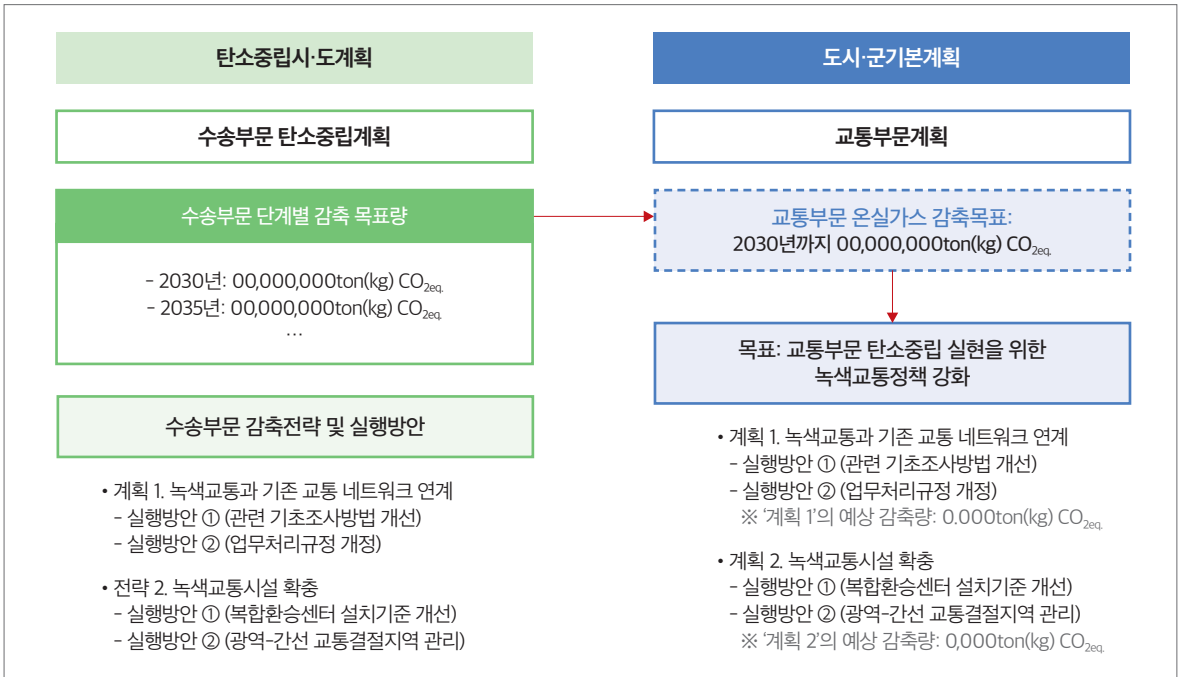 탄소중립시·도계획
수송부문 탄소중립계획
수송부문 단계별 감축 목표량
- 2030년: 00,000,000ton(kg) CO2eq.
- 2035년: 00,000,000ton(kg) CO2eq.
…
수송부문 감축전략 및 실행방안
• 계획 1. 녹색교통과 기존 교통 네트워크 연계
- 실행방안 ① (관련 기초조사방법 개선)
- 실행방안 ② (업무처리규정 개정)
• 전략 2. 녹색교통시설 확충
- 실행방안 ① (복합환승센터 설치기준 개선)
- 실행방안 ② (광역-간선 교통결절지역 관리)
도시·군기본계획
교통부문계획
교통부문 온실가스 감축목표:
2030년까지 00,000,000ton(kg) CO2eq.
목표: 교통부문 탄소중립 실현을 위한
녹색교통정책 강화
• 계획 1. 녹색교통과 기존 교통 네트워크 연계
- 실행방안 ① (관련 기초조사방법 개선)
- 실행방안 ② (업무처리규정 개정)
※ ‘계획 1’의 예상 감축량: 0.000ton(kg) CO2eq.
• 계획 2. 녹색교통시설 확충
- 실행방안 ① (복합환승센터 설치기준 개선)
- 실행방안 ② (광역-간선 교통결절지역 관리)
※ ‘계획 2’의 예상 감축량: 0,000ton(kg) CO2eq.